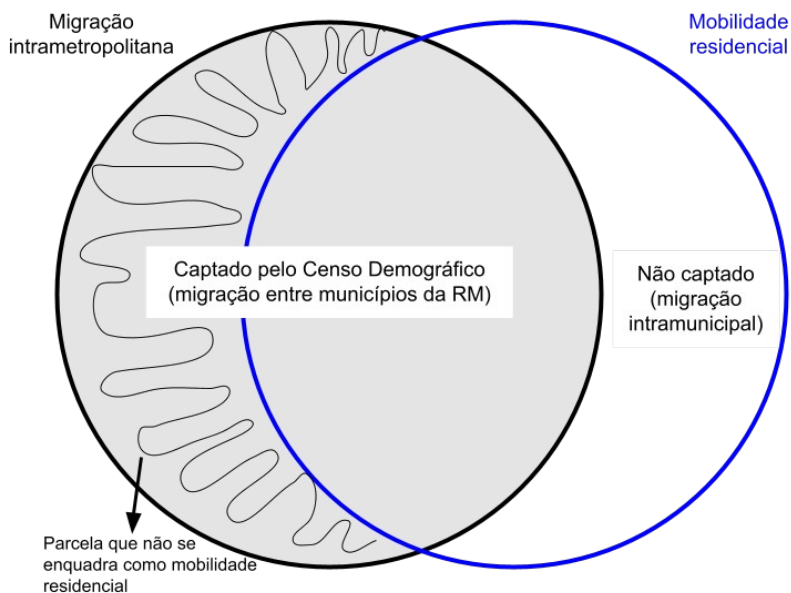 Migração
intrametropolitana
Mobilidade
residencial
Captado pelo Censo Demográfico
(migração entre municípios da RM)
Não captado
(migração
intramunicipal)
Parcela que não se
enquadra como mobilidade
residencial